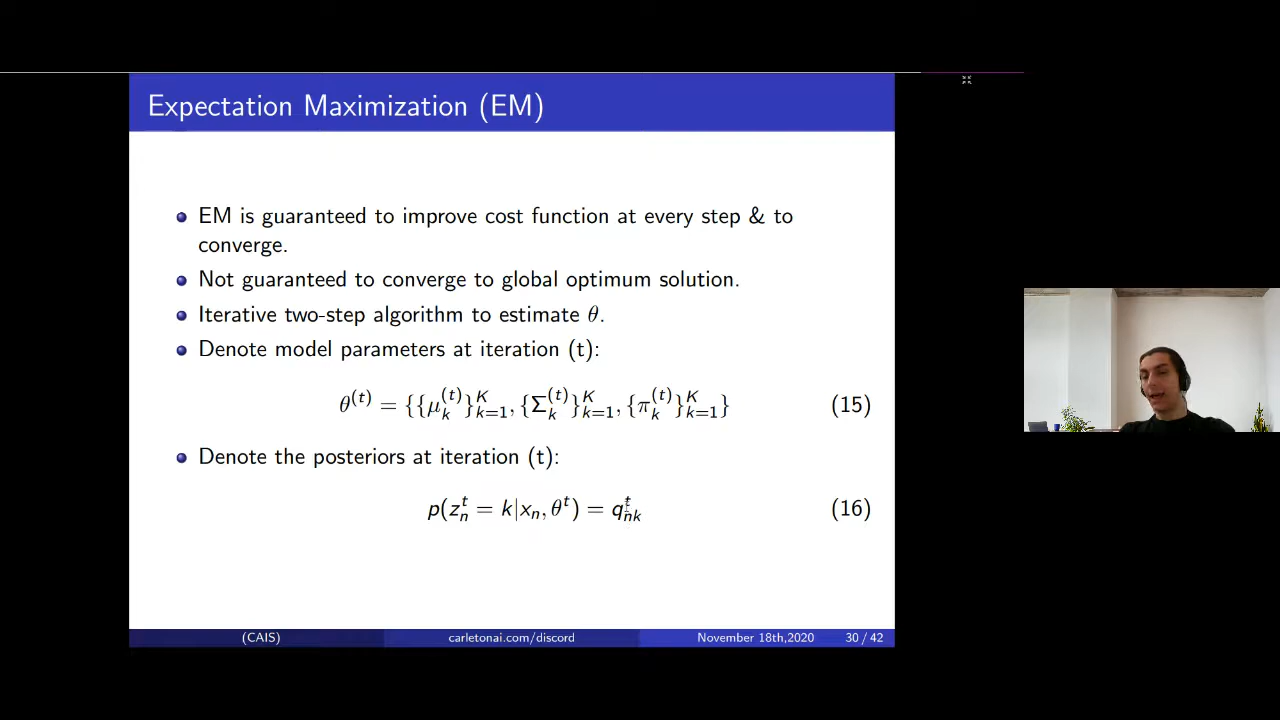 Expectation Maximization (EM)
EM is guaranteed to improve cost function at every step & to
converge.
Not guaranteed to converge to global optimum solution.
Iterative two-step algorithm to estimate θ.
Denote model parameters at iteration (t):
θ^(t) = {{μ_k^(t)}_{k=1}^K, {Σ_k^(t)}_{k=1}^K, {π_k^(t)}_{k=1}^K} (15)
Denote the posteriors at iteration (t):
p(z_n^t = k|x_n, θ^t) = q_{nk}^t (16)
(CAIS) carletonai.com/discord November 18th,2020 30 / 42